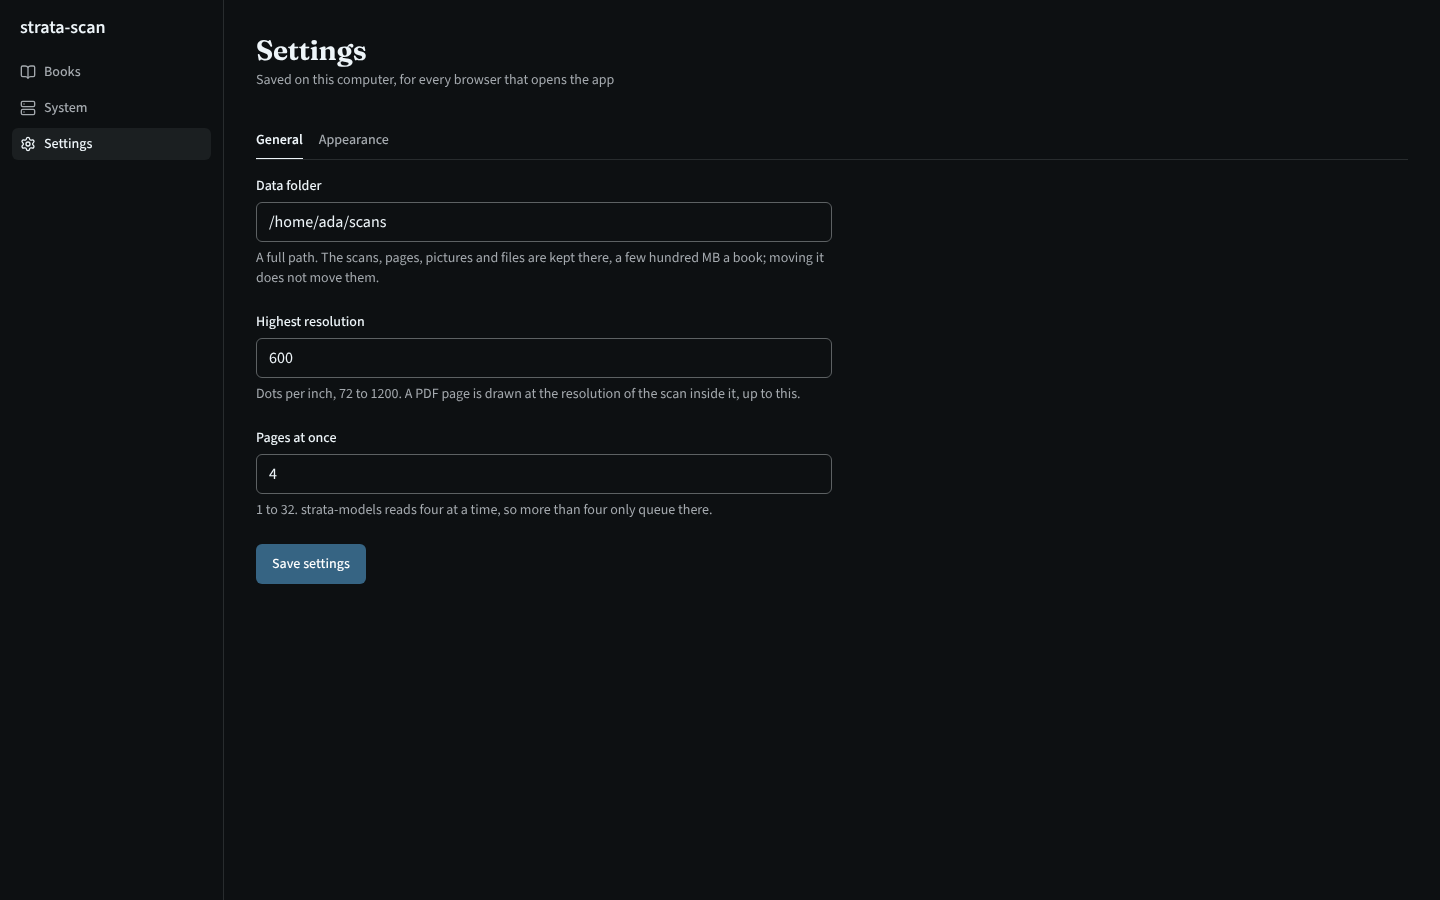 strata-scan
Books
System
Settings
Settings
Saved on this computer, for every browser that opens the app
General
Appearance
Data folder
/home/ada/scans
A full path. The scans, pages, pictures and files are kept there, a few hundred MB a book; moving it
does not move them.
Highest resolution
600
Dots per inch, 72 to 1200. A PDF page is drawn at the resolution of the scan inside it, up to this.
Pages at once
4
1 to 32. strata-models reads four at a time, so more than four only queue there.
Save settings